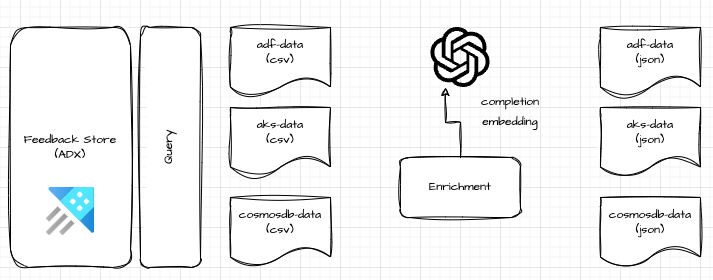 Feedback Store
(ADX)
Query
adf-data
(csv)
aks-data
(csv)
cosmosdb-data
(csv)
completion
embedding
Enrichment
adf-data
(json)
aks-data
(json)
cosmosdb-data
(json)